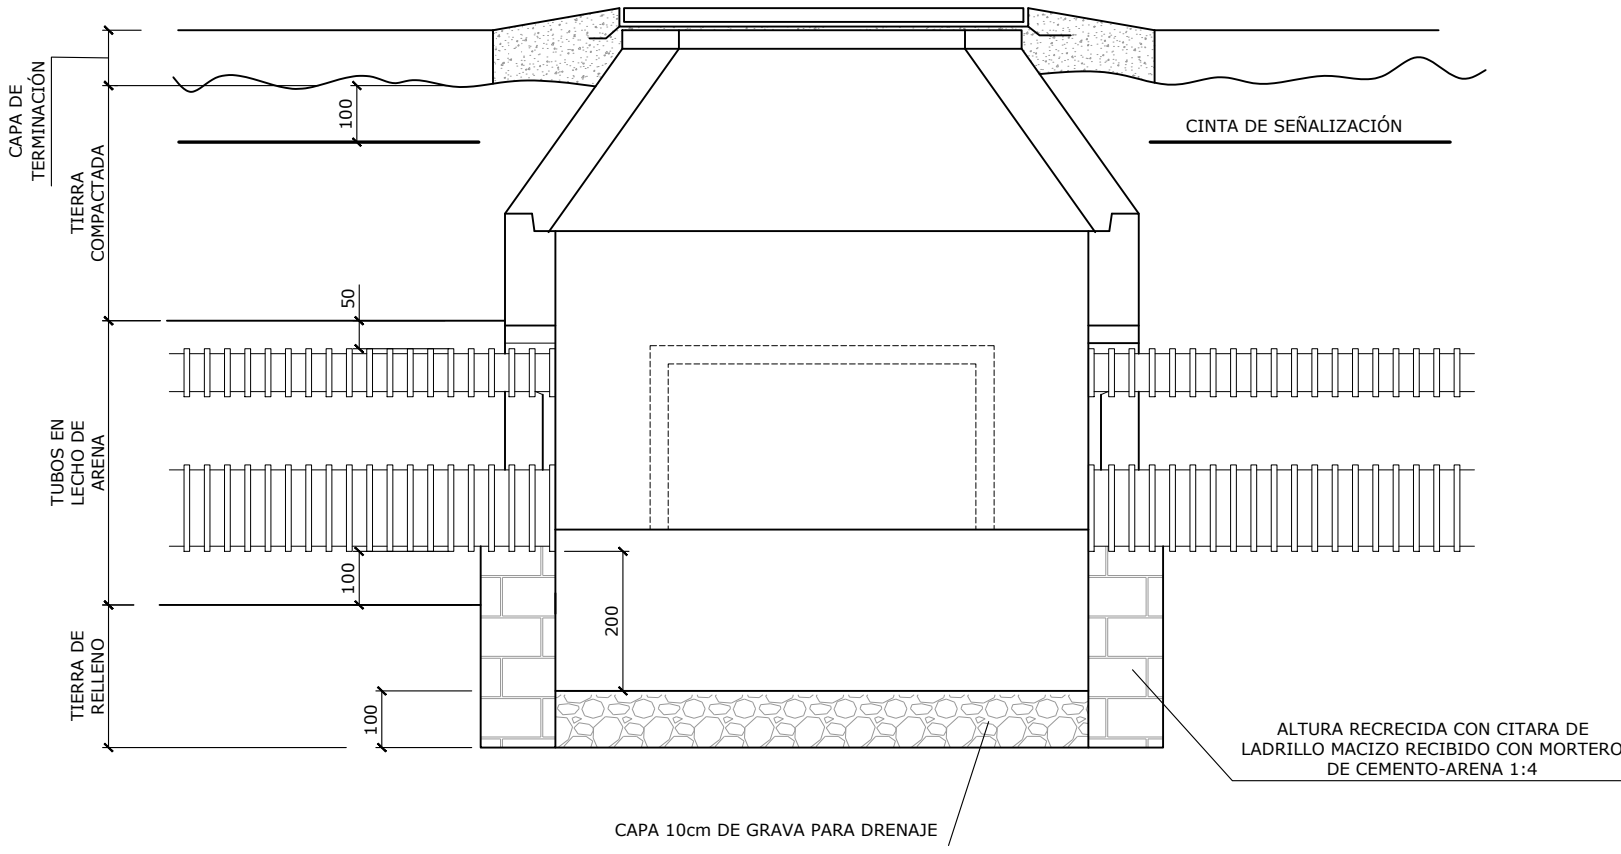 CAPA DE
TERMINACIÓN
100
CINTA DE SEÑALIZACIÓN
TIERRA
COMPACTADA
50
TUBOS EN
LECHO DE
ARENA
100
200
TIERRA DE
RELLENO
100
ALTURA RECRECIDA CON CITARA DE
LADRILLO MACIZO RECIBIDO CON MORTERO
DE CEMENTO-ARENA 1:4
CAPA 10cm DE GRAVA PARA DRENAJE